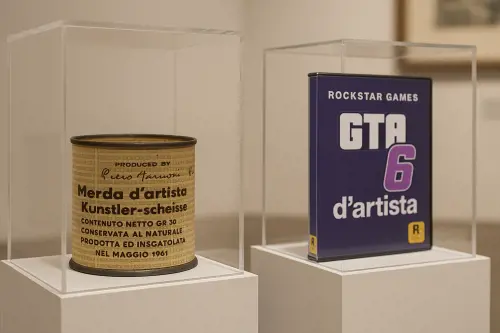 PRODUCED BY
Piero Manzoni
Merda d'artista
Kunstler-scheisse
CONTENUTO NETTO GR 30
CONSERVATA AL NATURALE
PRODOTTA ED INSGATOLATA
NEL MAGGIO 1961
ROCKSTAR GAMES
GTA
6
d'artista
R
R